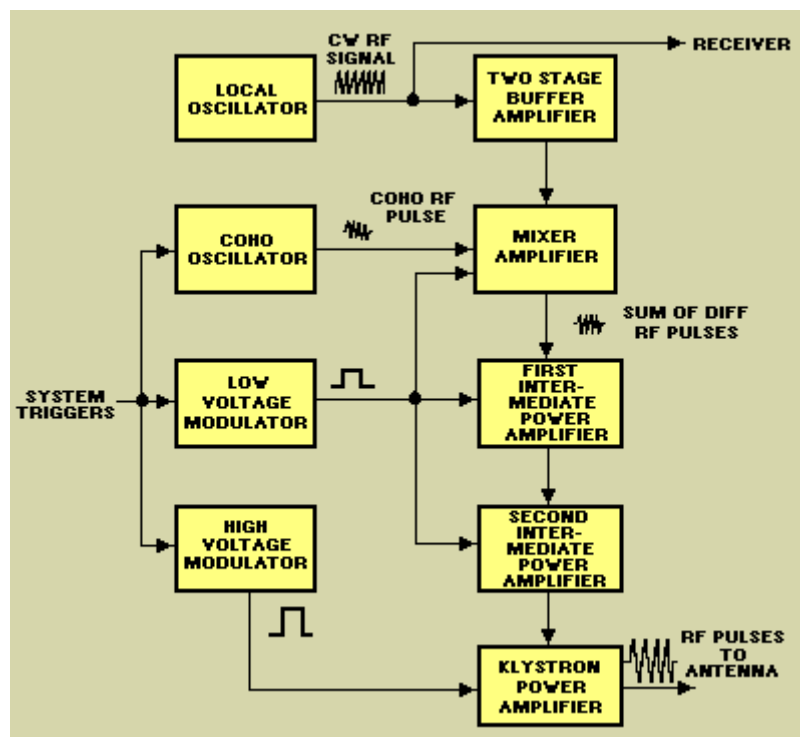 CW RF
SIGNAL
RECEIVER
LOCAL
OSCILLATOR
TWO STAGE
BUFFER
AMPLIFIER
COHO RF
PULSE
COHO
OSCILLATOR
MIXER
AMPLIFIER
SUM OF DIFF
RF PULSES
SYSTEM
TRIGGERS
LOW
VOLTAGE
MODULATOR
FIRST
INTER-
MEDIATE
POWER
AMPLIFIER
HIGH
VOLTAGE
MODULATOR
SECOND
INTER-
MEDIATE
POWER
AMPLIFIER
KLYSTRON
POWER
AMPLIFIER
RF PULSES
TO
ANTENNA